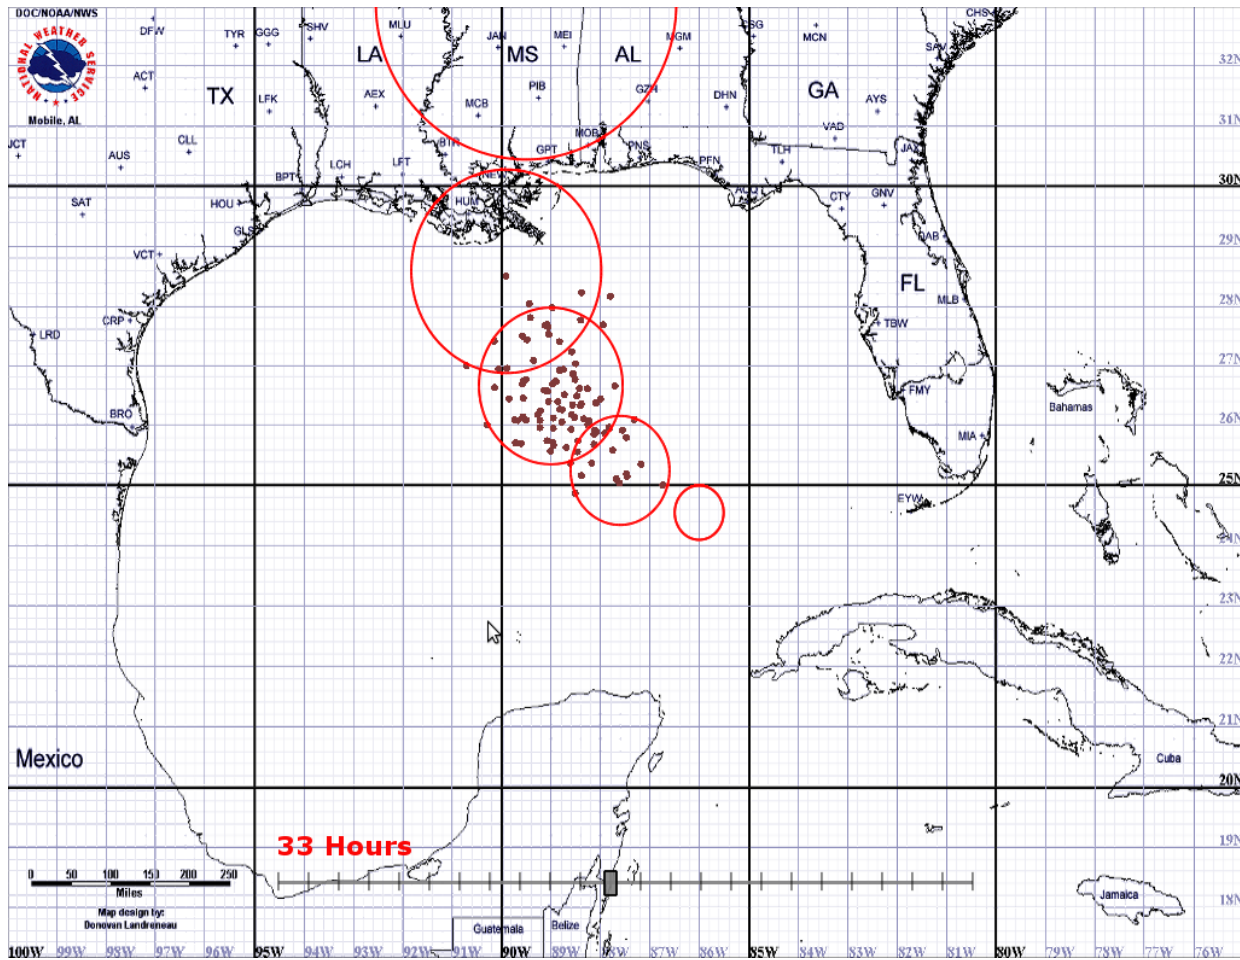 DOC/NOAA/NWS
NATIONAL WEATHER SERVICE
Mobile, AL
DFW
TYR
GGG
SHV
MLU
JAN
MEI
MGM
MCN
CHS
SAV
LA
MS
AL
GA
TX
32N
ACT
LFK
AEX
MCB
PIB
GZH
DHN
AYS
31N
CLL
BTR
GPT
MOB
PNS
VAD
JCT
AUS
LCH
LFT
PFN
TLH
JAX
BPT
30N
SAT
HOU
HUM
CTY
GNV
GLS
DAB
29N
VCT
FL
MLB
28N
CRP
LRD
TBW
27N
FMY
BRO
Bahamas
26N
MIA
25N
EYW
24N
23N
22N
21N
Mexico
Cuba
20N
33 Hours
19N
0 50 100 150 200 250
Miles
Map design by:
Donovan Landreneau
Jamaica
18N
Guatemala
Belize
100W 99W 98W 97W 96W 95W 94W 93W 92W 91W 90W 89W 88W 87W 86W 85W 84W 83W 82W 81W 80W 79W 78W 77W 76W